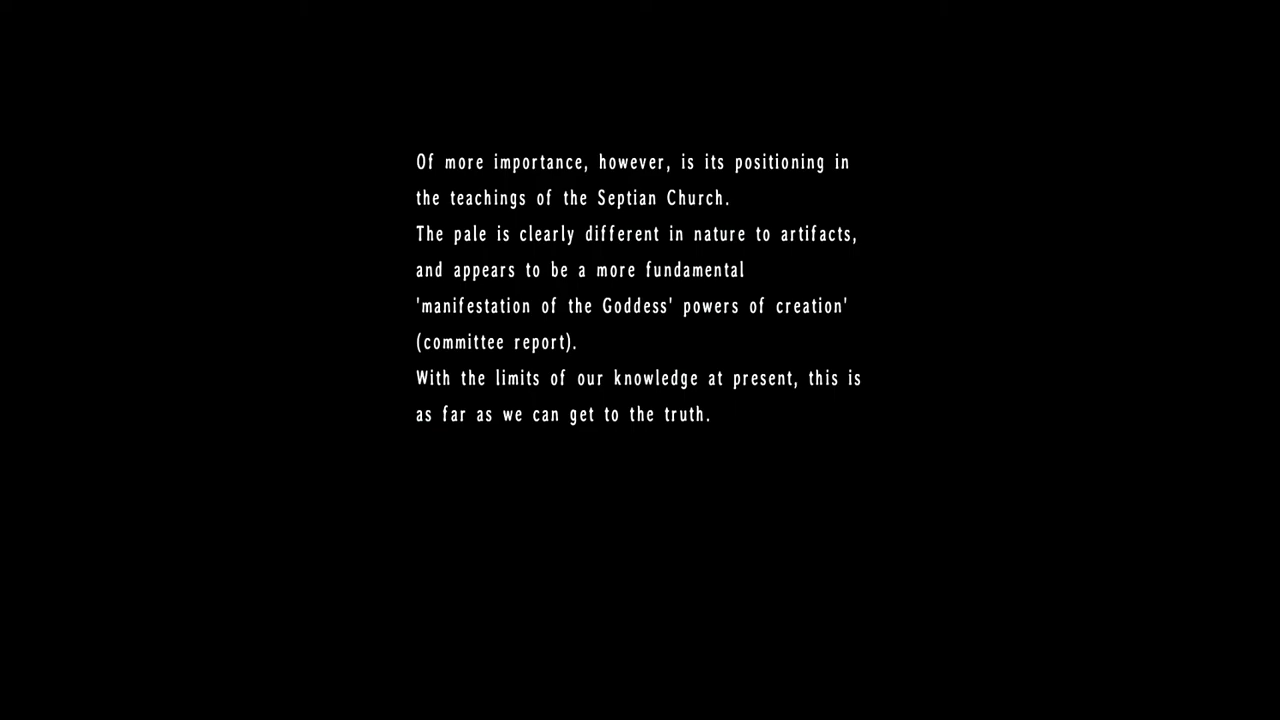 Of more importance, however, is its positioning in
the teachings of the Septian Church.
The pale is clearly different in nature to artifacts,
and appears to be a more fundamental
'manifestation of the Goddess' powers of creation'
(committee report).
With the limits of our knowledge at present, this is
as far as we can get to the truth.